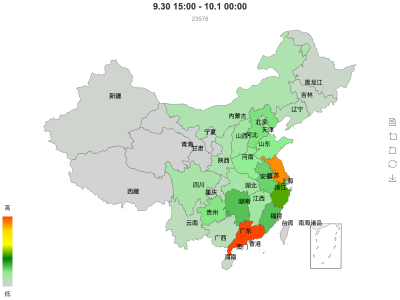 9.30 15:00 - 10.1 00:00
23578
黑龙江
吉林
新疆
辽宁
内蒙古
北京
天津
宁夏
山西
河北
山东
青海
甘肃
陕西
河南
江苏
上海
西藏
四川
重庆
湖北
安徽
浙江
湖南
江西
贵州
福建
云南
广西
广东
台湾
南海诸岛
香港
澳门
海南
高
低